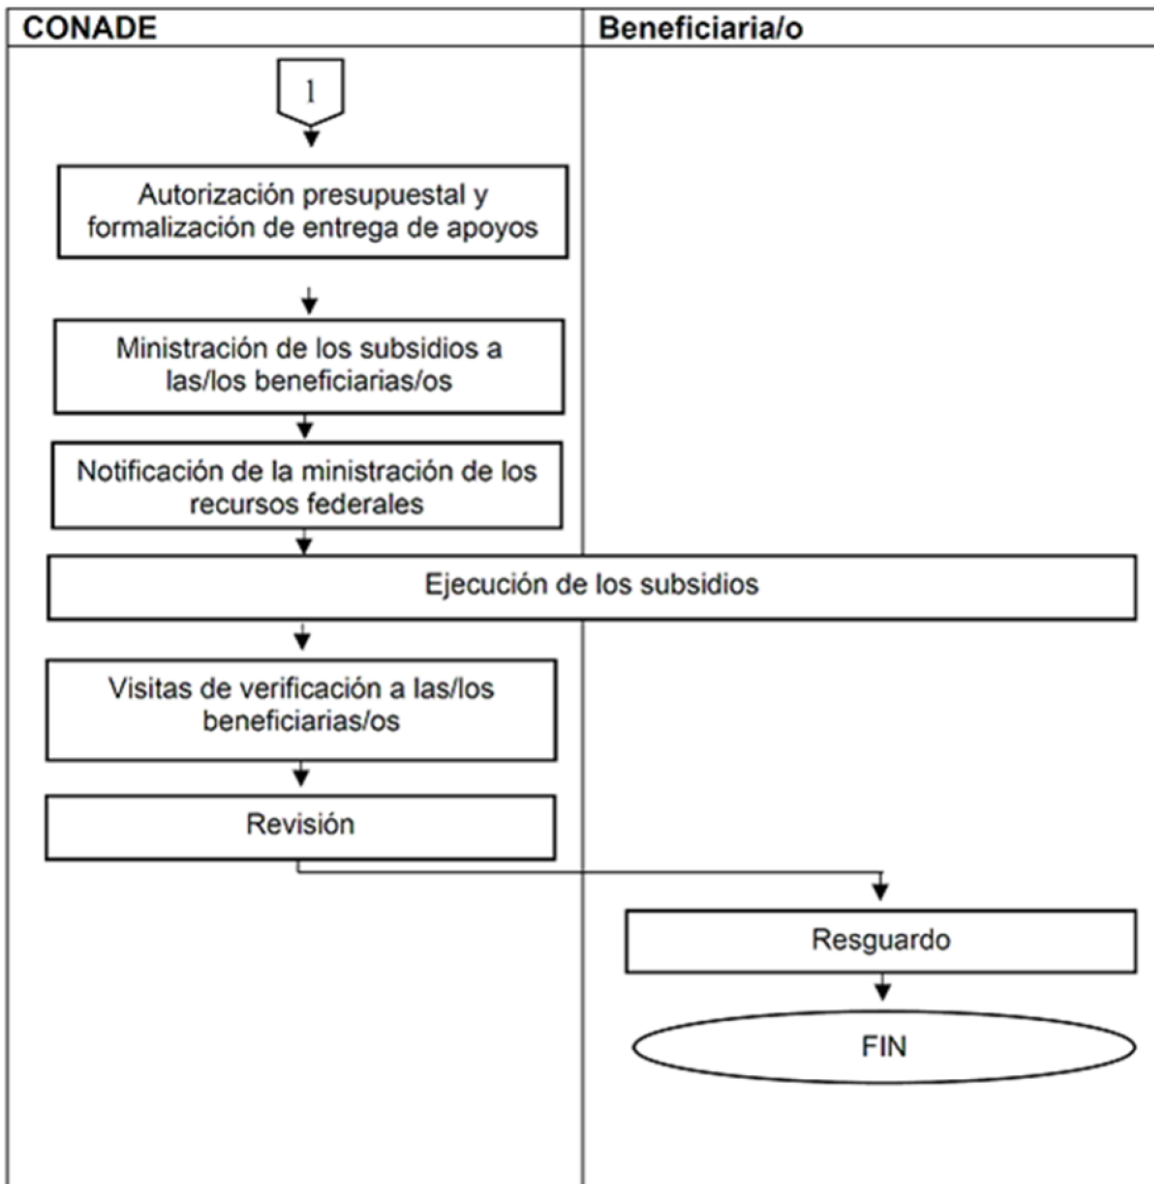 CONADE
Beneficiaria/o
1
Autorización presupuestal y
formalización de entrega de apoyos
Ministración de los subsidios a
las/los beneficiarias/os
Notificación de la ministración de los
recursos federales
Ejecución de los subsidios
Visitas de verificación a las/los
beneficiarias/os
Revisión
Resguardo
FIN